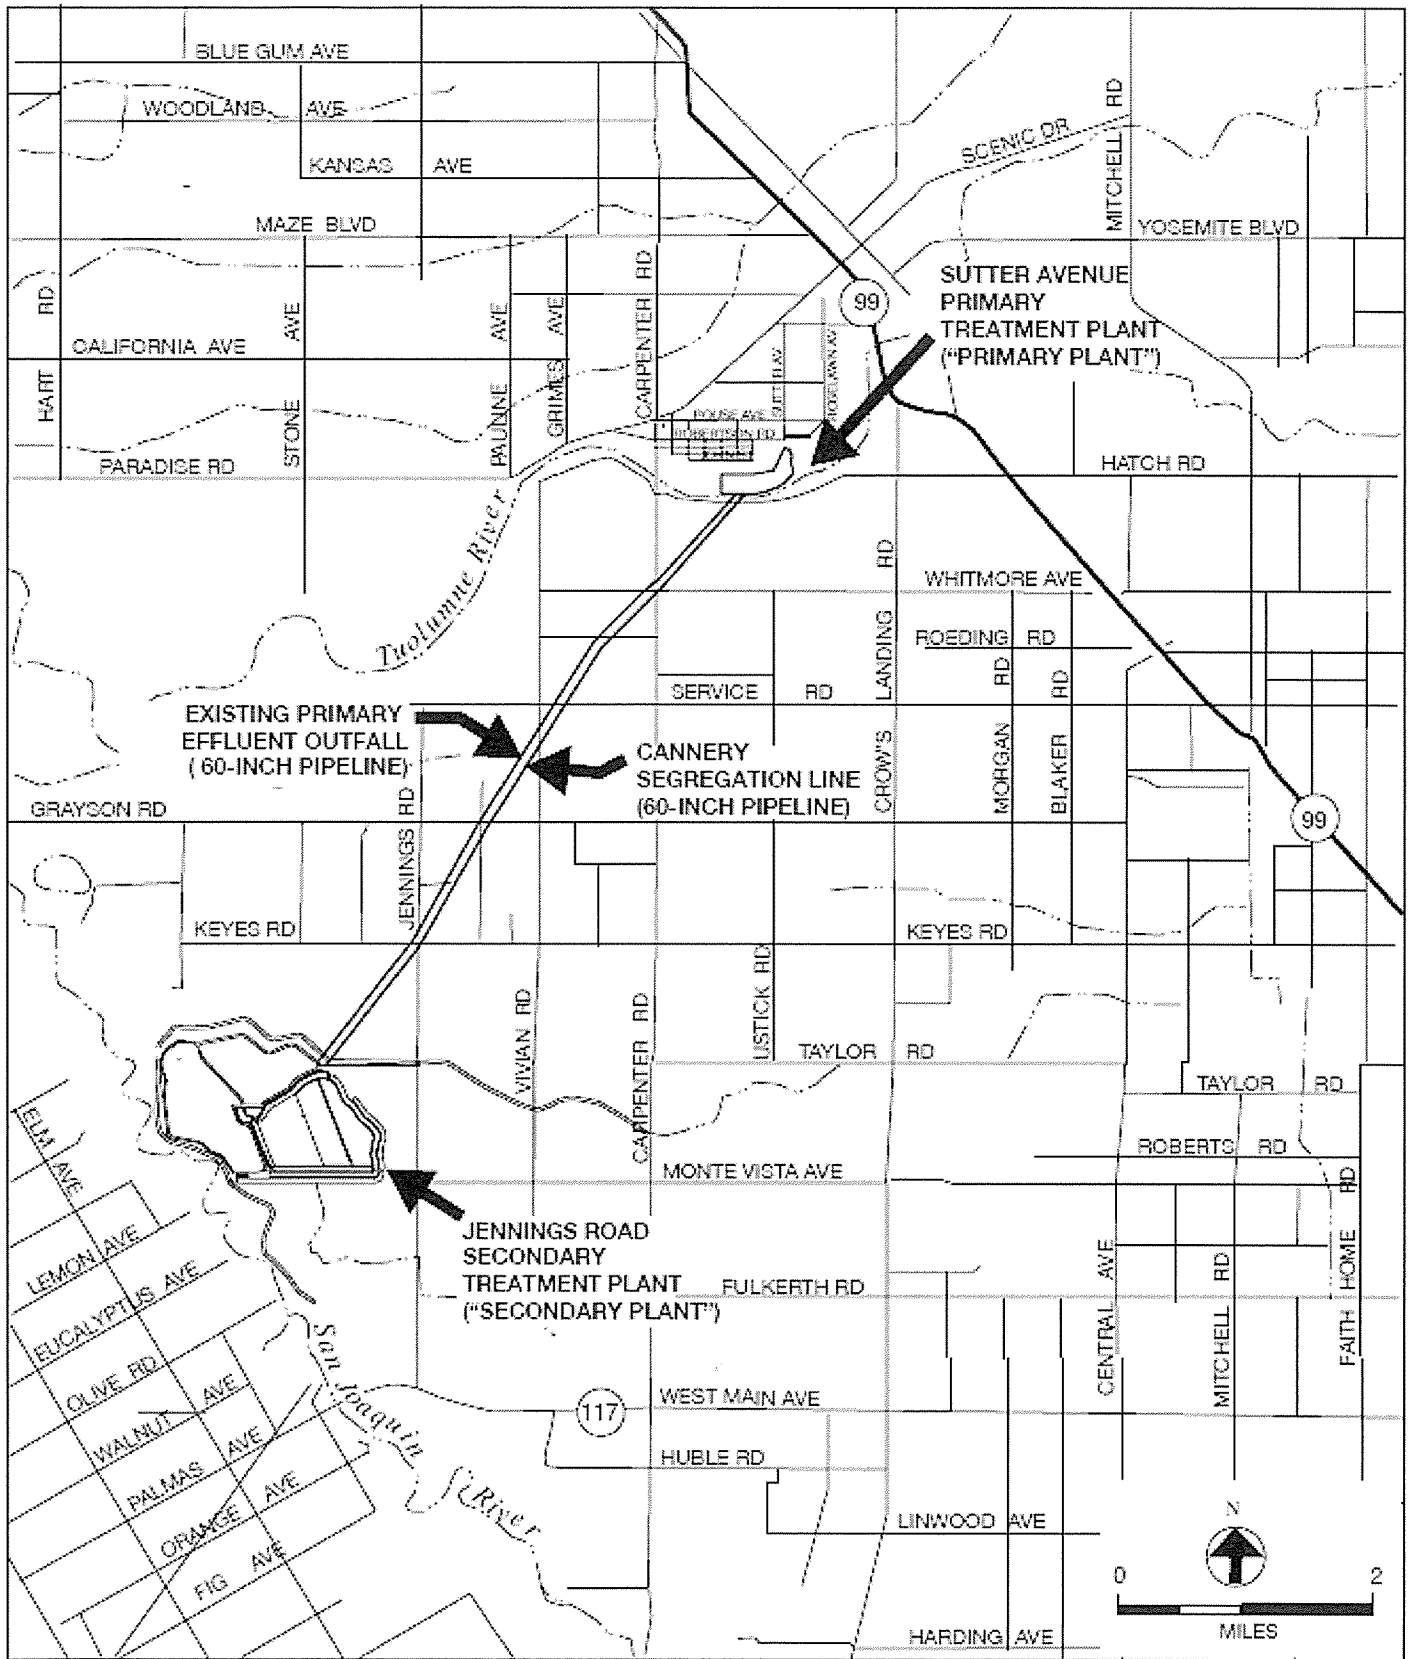 BLUE GUM AVE
WOODLAND AVE
KANSAS AVE
SCENIC DR
MITCHELL RD
MAZE BLVD
YOSEMITE BLVD
HART RD
CALIFORNIA AVE
STONE AVE
GRIMES AVE
CARPENTER RD
99
SUTTER AVENUE
PRIMARY
TREATMENT PLANT
("PRIMARY PLANT")
SUTTER AV
ROUSE AVE
ROBERTSON RD
PARADISE RD
HATCH RD
Tuolumne River
WHITMORE AVE
ROEDING RD
CROW'S LANDING RD
MORGAN RD
BLAKER RD
SERVICE RD
EXISTING PRIMARY
EFFLUENT OUTFALL
( 60-INCH PIPELINE)
CANNERY
SEGREGATION LINE
(60-INCH PIPELINE)
GRAYSON RD
JENNINGS RD
99
KEYES RD
KEYES RD
VIVIAN RD
CARPENTER RD
USTICK RD
TAYLOR RD
TAYLOR RD
ROBERTS RD
MONTE VISTA AVE
JENNINGS ROAD
SECONDARY
TREATMENT PLANT
("SECONDARY PLANT")
FULKERTH RD
CENTRAL AVE
MITCHELL RD
FAITH HOME RD
ELM AVE
LEMON AVE
EUCALYPTUS AVE
OLIVE RD
WALNUT AVE
PALMAS AVE
ORANGE AVE
FIG AVE
San Joaquin River
117
WEST MAIN AVE
HUBLE RD
LINWOOD AVE
HARDING AVE
N
0 2
MILES